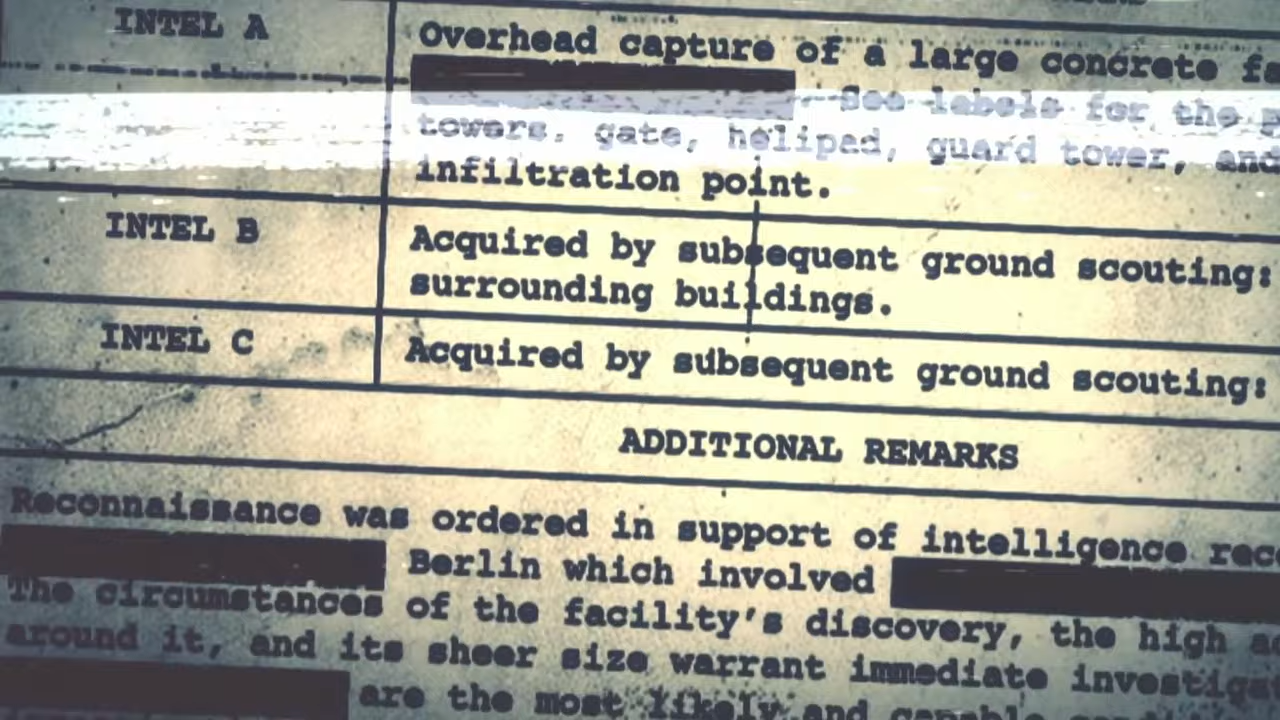 INTEL A
Overhead capture of a large concrete
See labels for the
towers, gate, helipad, guard tower, and
infiltration point.
INTEL B
Acquired by subsequent ground scouting:
surrounding buildings.
INTEL C
Acquired by subsequent ground scouting:
ADDITIONAL REMARKS
Reconnaissance was ordered in support of intelligence
Berlin which involved
The circumstances of the facility's discovery, the high
around it, and its sheer size warrant immediate
are the most likely and